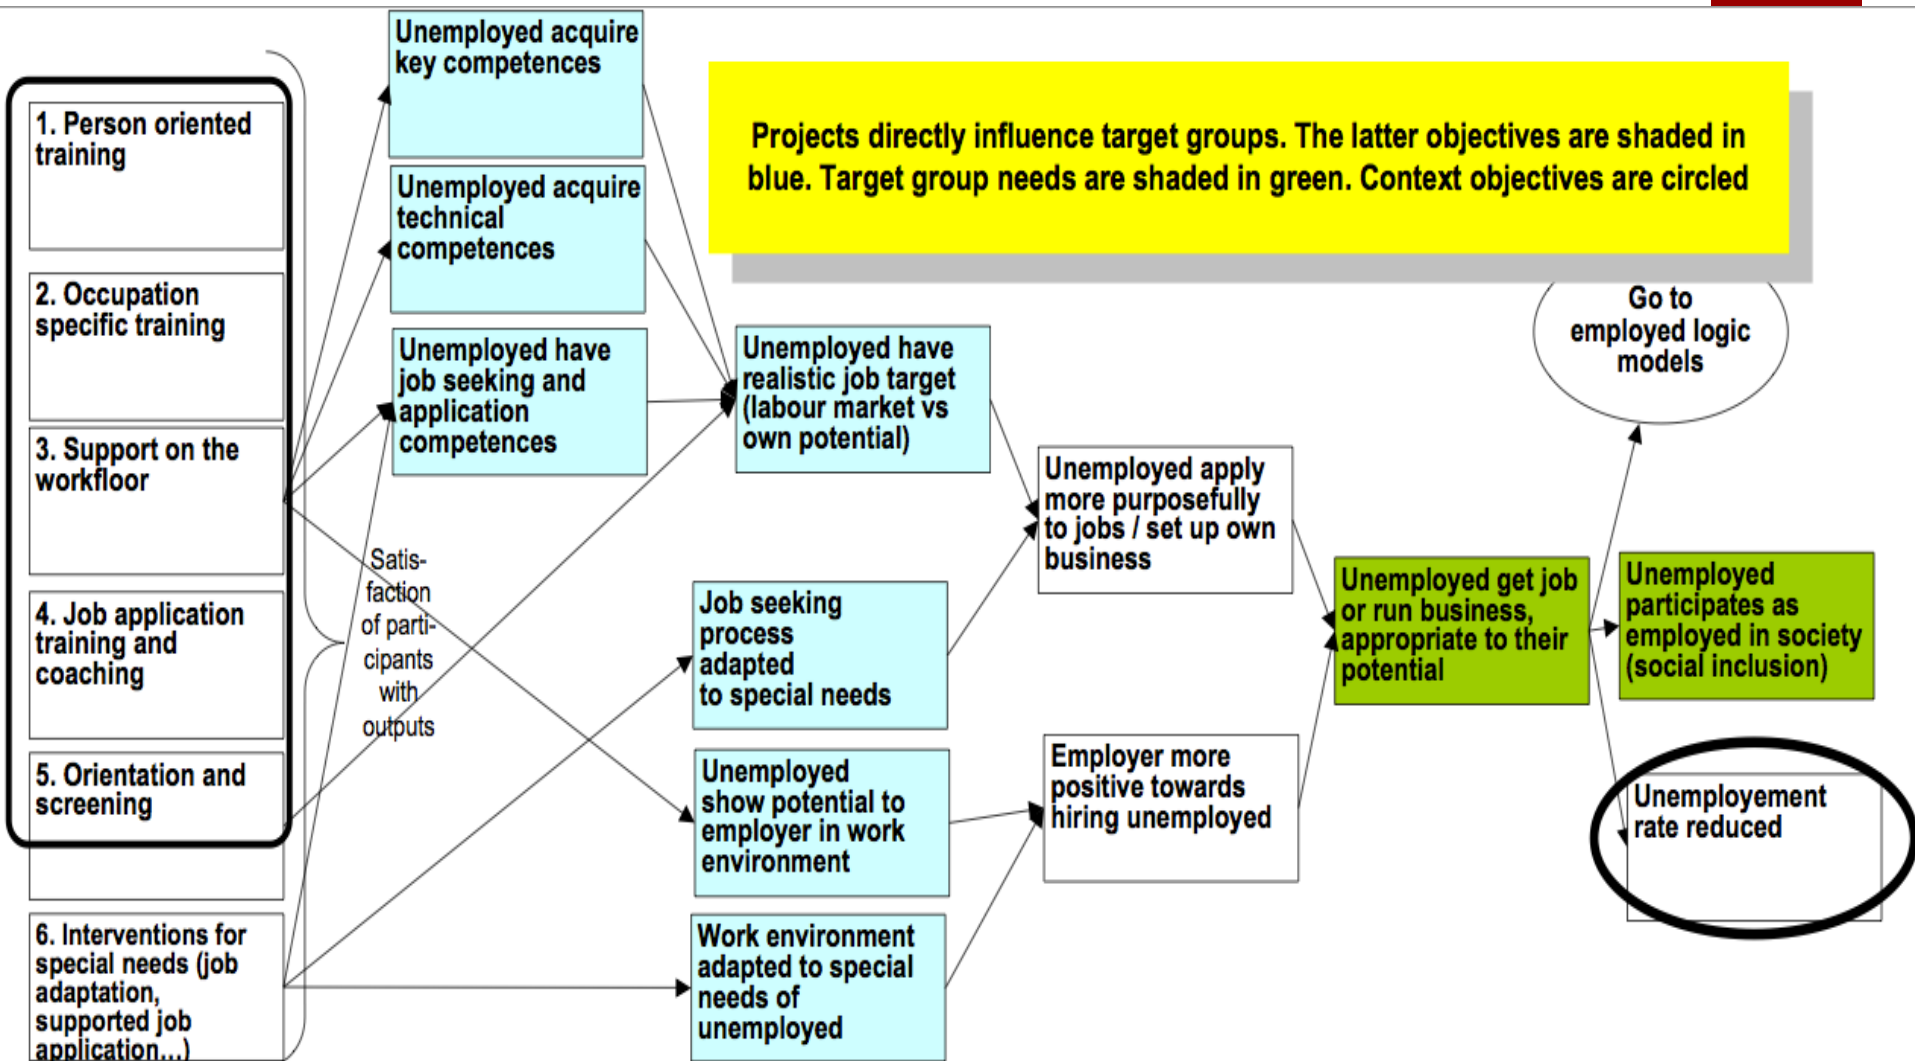 Unemployed acquire
key competences
Projects directly influence target groups. The latter objectives are shaded in
blue. Target group needs are shaded in green. Context objectives are circled
1. Person oriented
training
Unemployed acquire
technical
competences
2. Occupation
specific training
Go to
employed logic
models
Unemployed have
job seeking and
application
competences
Unemployed have
realistic job target
(labour market vs
own potential)
3. Support on the
workfloor
Unemployed apply
more purposefully
to jobs / set up own
business
Satis-
faction
of parti-
cipants
with
outputs
Unemployed get job
or run business,
appropriate to their
potential
Unemployed
participates as
employed in society
(social inclusion)
4. Job application
training and
coaching
Job seeking
process
adapted
to special needs
5. Orientation and
screening
Unemployed
show potential to
employer in work
environment
Employer more
positive towards
hiring unemployed
Unemployement
rate reduced
6. Interventions for
special needs (job
adaptation,
supported job
application...)
Work environment
adapted to special
needs of
unemployed